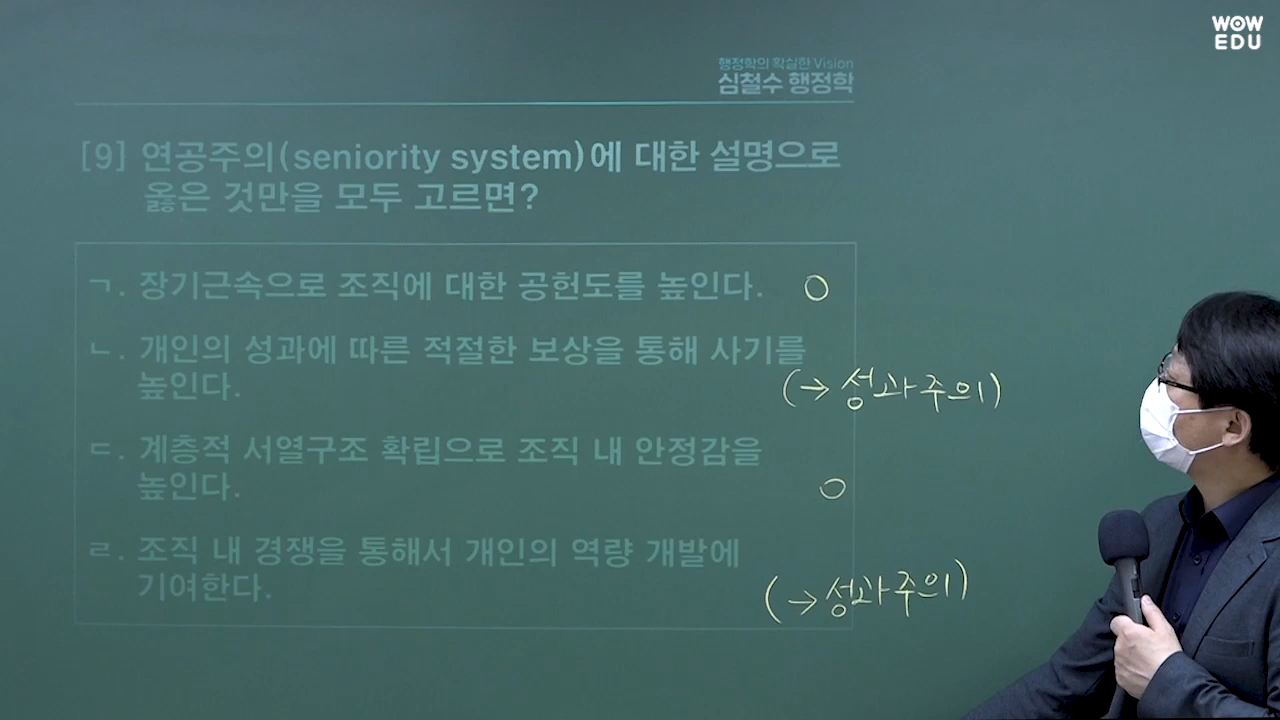 WOW
EDU
행정학의 확실한 Vision
심철수 행정학
[9] 연공주의(seniority system)에 대한 설명으로
옳은 것만을 모두 고르면?
ㄱ. 장기근속으로 조직에 대한 공헌도를 높인다. O
ㄴ. 개인의 성과에 따른 적절한 보상을 통해 사기를
높인다.
(→ 성과주의)
ㄷ. 계층적 서열구조 확립으로 조직 내 안정감을
높인다. O
ㄹ. 조직 내 경쟁을 통해서 개인의 역량 개발에
기여한다. (→ 성과주의)